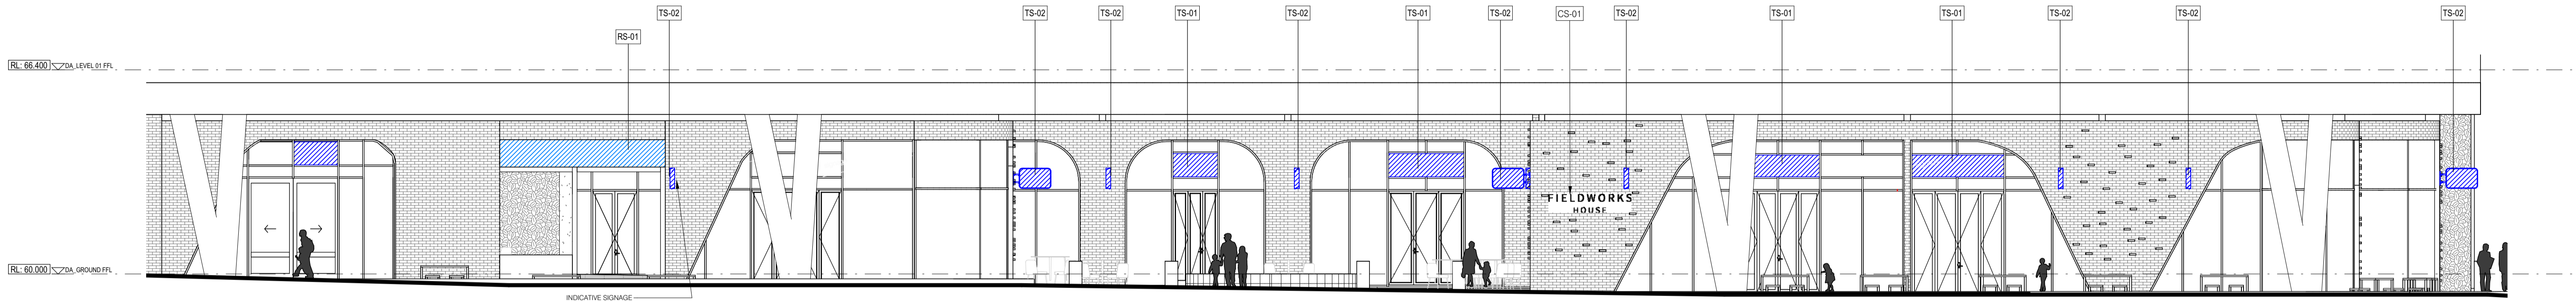 TS-02
TS-02
TS-02
TS-01
TS-02
TS-01
TS-02
CS-01
TS-02
TS-01
TS-01
TS-02
TS-02
TS-02
RS-01
RL: 66.400 DA_LEVEL 01 FFL
FIELDWORKS
HOUSE
RL: 60.000 DA_GROUND FFL
INDICATIVE SIGNAGE